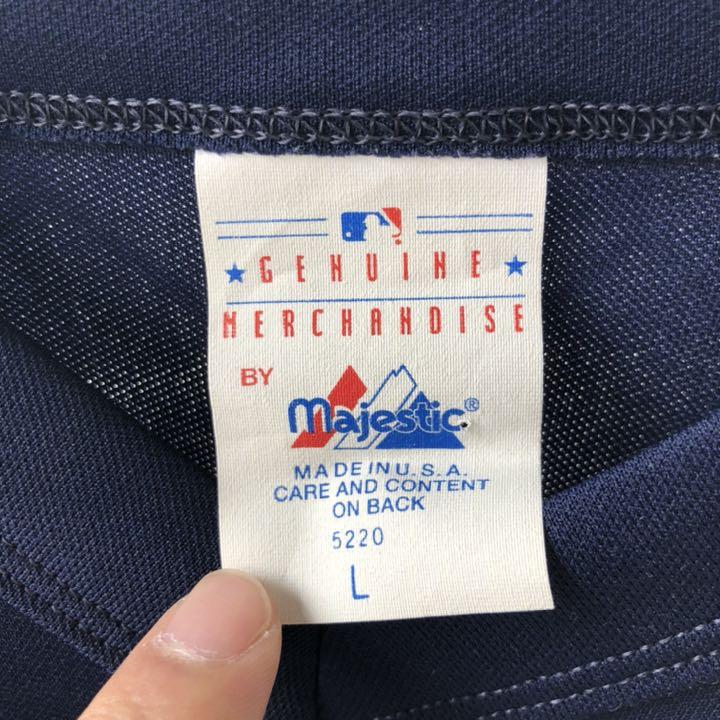 GENUINE
MERCHANDISE
BY
Majestic®
MADE IN U.S.A.
CARE AND CONTENT
ON BACK
5220
L